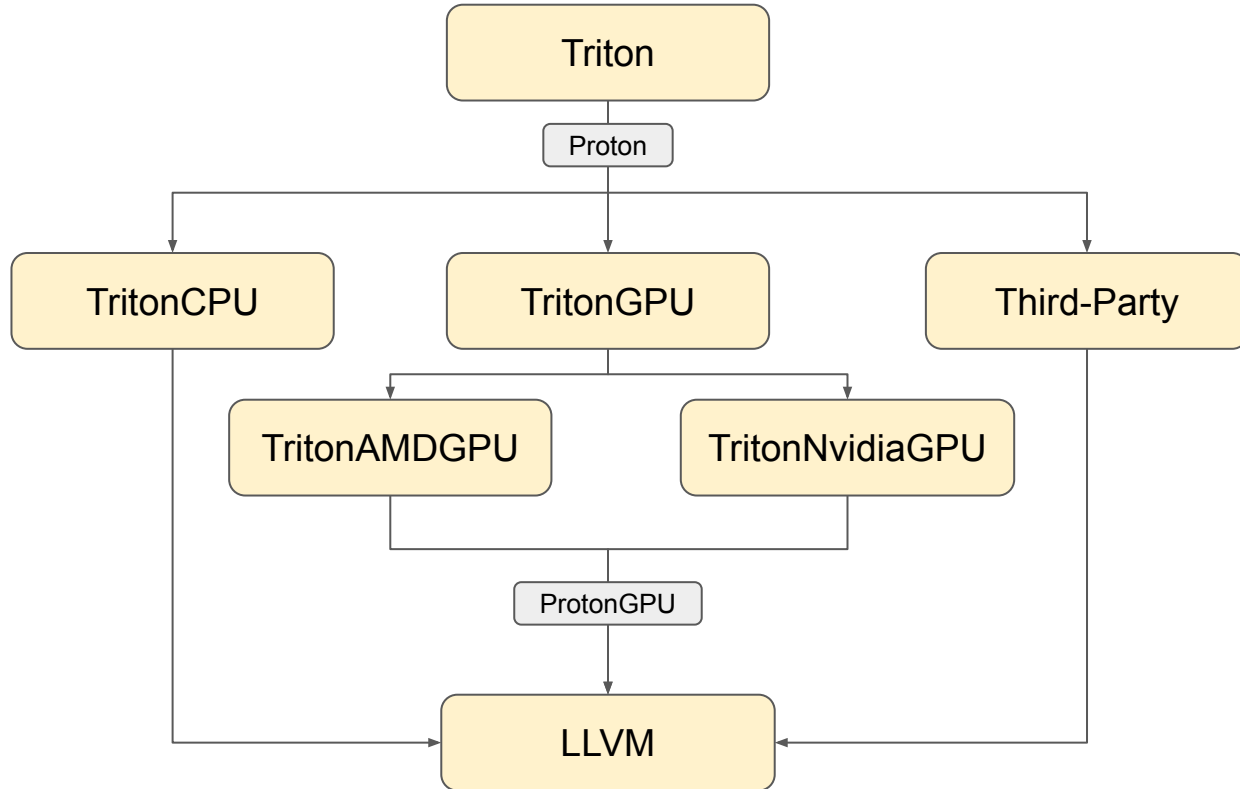 Triton
Proton
TritonCPU
TritonGPU
Third-Party
TritonAMDGPU
TritonNvidiaGPU
ProtonGPU
LLVM